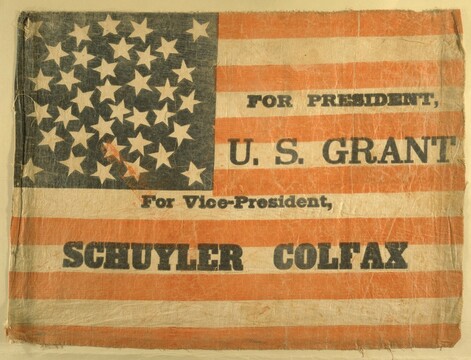 FOR PRESIDENT,
U. S. GRANT
For Vice-President,
SCHUYLER COLFAX